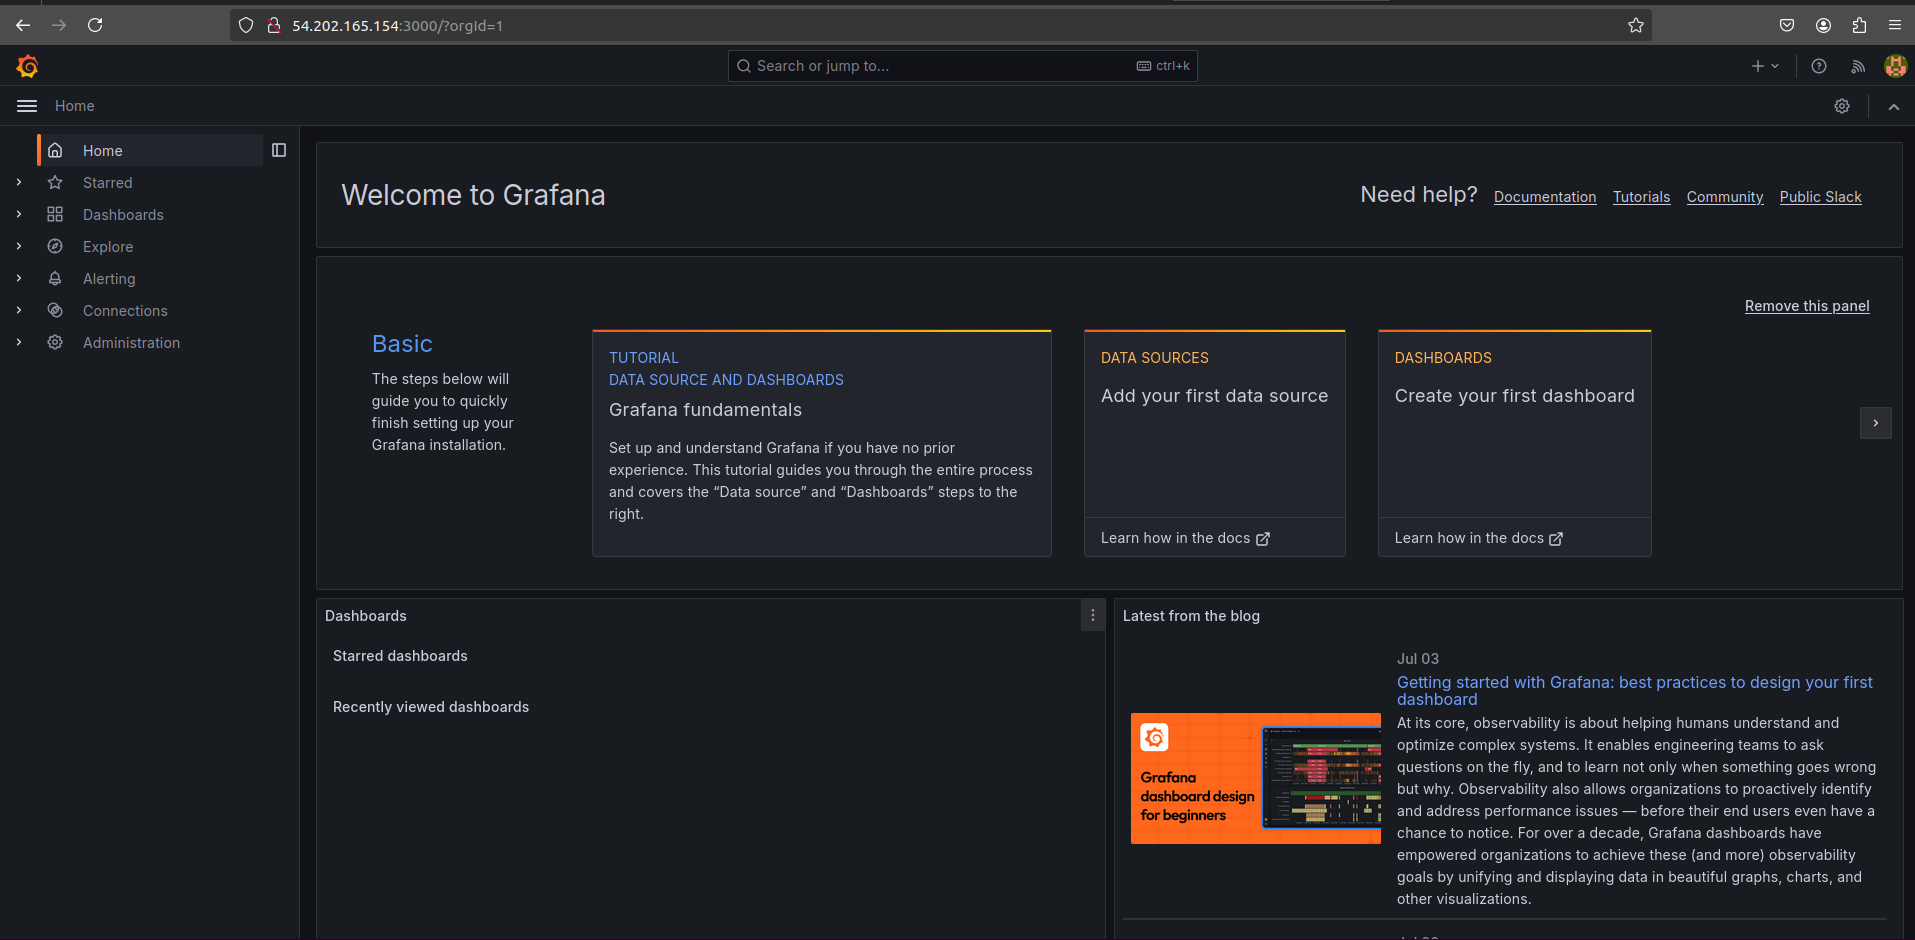 54.202.165.154:3000/?orgId=1
Search or jump to...
ctrl+k
Home
Home
Starred
Dashboards
Explore
Alerting
Connections
Administration
Welcome to Grafana
Need help?
Documentation
Tutorials
Community
Public Slack
Remove this panel
Basic
The steps below will
guide you to quickly
finish setting up your
Grafana installation.
TUTORIAL
DATA SOURCE AND DASHBOARDS
Grafana fundamentals
Set up and understand Grafana if you have no prior
experience. This tutorial guides you through the entire process
and covers the “Data source” and “Dashboards” steps to the
right.
DATA SOURCES
Add your first data source
Learn how in the docs
DASHBOARDS
Create your first dashboard
Learn how in the docs
Dashboards
Starred dashboards
Recently viewed dashboards
Latest from the blog
Grafana
dashboard design
for beginners
Jul 03
Getting started with Grafana: best practices to design your first
dashboard
At its core, observability is about helping humans understand and
optimize complex systems. It enables engineering teams to ask
questions on the fly, and to learn not only when something goes wrong
but why. Observability also allows organizations to proactively identify
and address performance issues — before their end users even have a
chance to notice. For over a decade, Grafana dashboards have
empowered organizations to achieve these (and more) observability
goals by unifying and displaying data in beautiful graphs, charts, and
other visualizations.